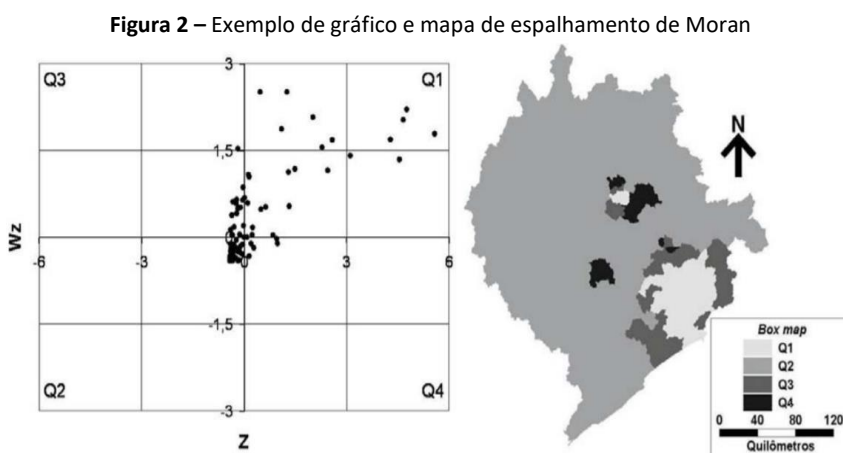 Figura 2 – Exemplo de gráfico e mapa de espalhamento de Moran
3
Q3
Q1
1,5
Wz
0
-6
-3
3
6
-1,5
Q2
Q4
-3
Z
N
Box map
Q1
Q2
Q3
Q4
0 40 80 120
Quilômetros